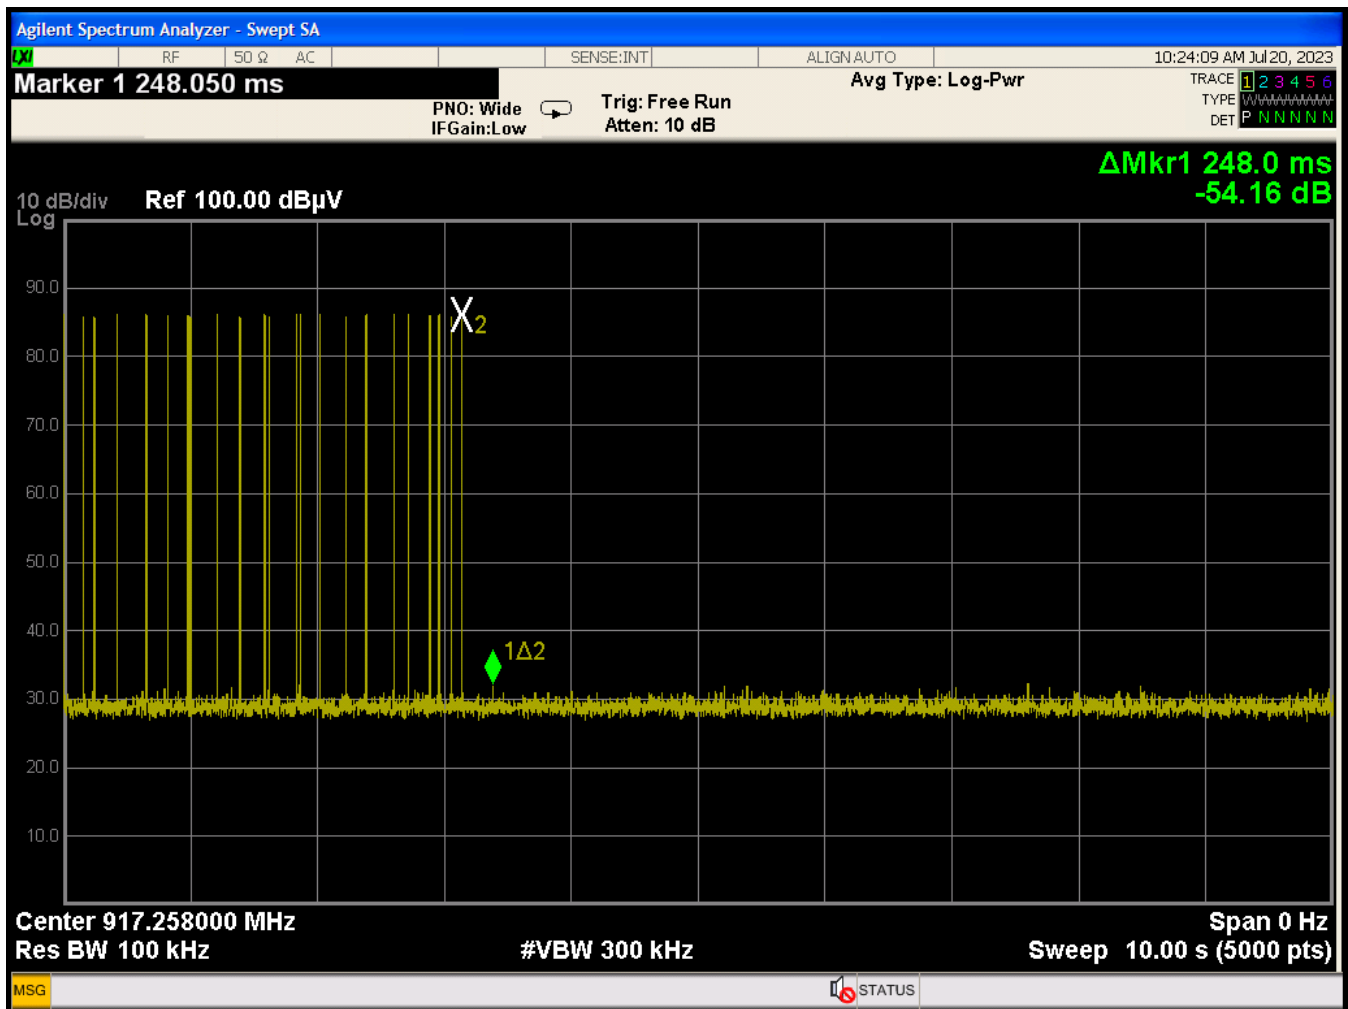 Agilent Spectrum Analyzer - Swept SA
LXI RF 50 Ω AC SENSE:INT ALIGN AUTO 10:24:09 AM Jul 20, 2023
Marker 1 248.050 ms
PNO: Wide
IFGain:Low
Trig: Free Run
Atten: 10 dB
Avg Type: Log-Pwr
TRACE 1 2 3 4 5 6
TYPE
DET P N N N N N
ΔMkr1 248.0 ms
-54.16 dB
10 dB/div Ref 100.00 dBµV
Log
90.0
X2
80.0
70.0
60.0
50.0
40.0
1Δ2
30.0
20.0
10.0
Center 917.258000 MHz Span 0 Hz
Res BW 100 kHz #VBW 300 kHz Sweep 10.00 s (5000 pts)
MSG STATUS